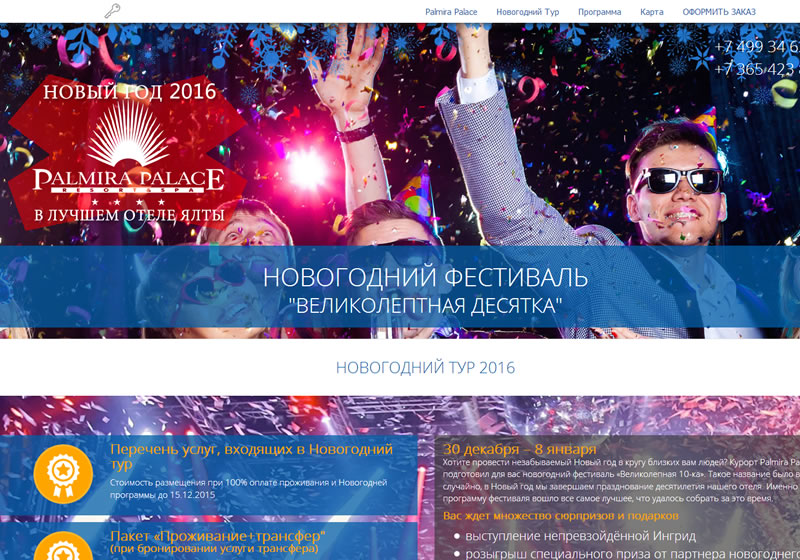 Palmira Palace Новогодний Тур Программа Карта ОФОРМИТЬ ЗАКАЗ
+7 499 34 6
+7 365 423
НОВЫЙ ГОД 2016
PALMIRA PALACE
RESORT & SPA
В ЛУЧШЕМ ОТЕЛЕ ЯЛТЫ
НОВОГОДНИЙ ФЕСТИВАЛЬ
"ВЕЛИКОЛЕПТНАЯ ДЕСЯТКА"
НОВОГОДНИЙ ТУР 2016
Перечень услуг, входящих в Новогодний
тур
Стоимость размещения при 100% оплате проживания и Новогодней
программы до 15.12.2015
Пакет «Проживание+трансфер"
(при бронировании услуги трансфера)
30 декабря – 8 января
Хотите провести незабываемый Новый год в кругу близких вам людей? Курорт Palmira Pa
подготовил для вас новогодний фестиваль «Великолепная 10-ка». Такое название было в
случайно, в Новый год мы завершаем празднование десятилетия нашего отеля. Именно
программу фестиваля вошло все самое лучшее, что удалось собрать за это время.
Вас ждет множество сюрпризов и подарков
выступление непревзойдённой Ингрид
розыгрыш специального приза от партнера новогоднего